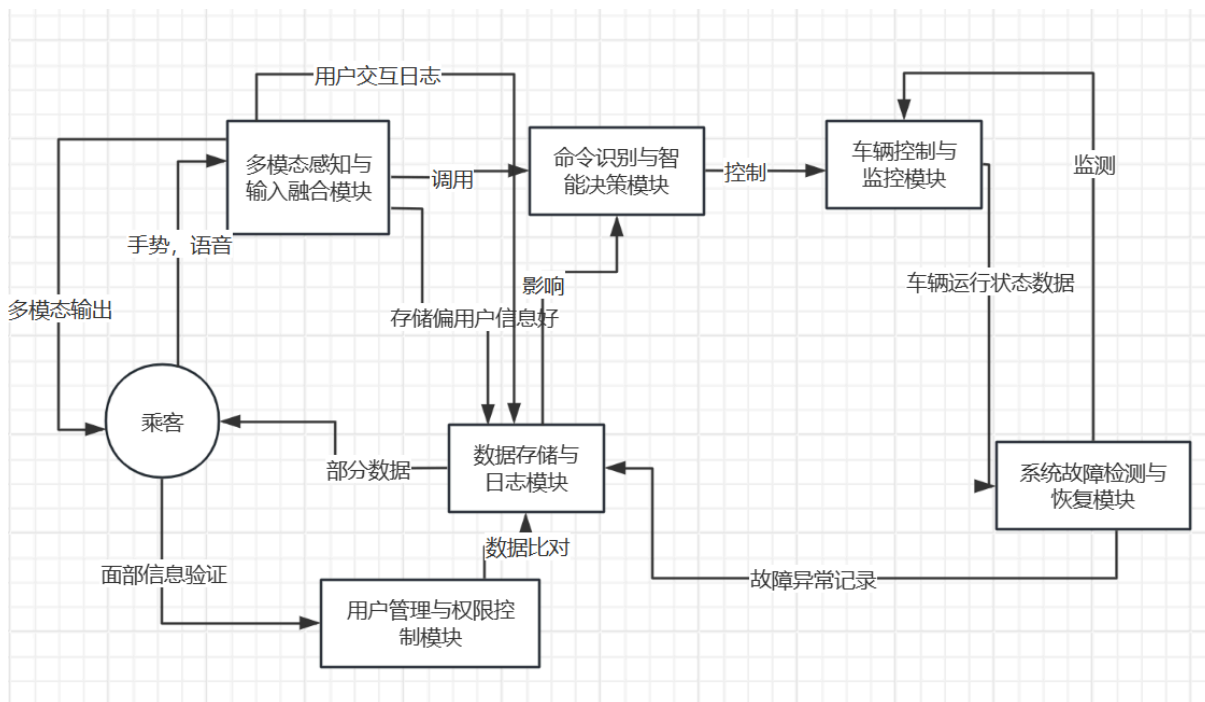 用户交互日志
多模态感知与
输入融合模块
调用
命令识别与智
能决策模块
控制
车辆控制与
监控模块
监测
手势，语音
多模态输出
影响
车辆运行状态数据
存储偏用户信息好
乘客
部分数据
数据存储与
日志模块
系统故障检测与
恢复模块
数据比对
面部信息验证
故障异常记录
用户管理与权限控
制模块